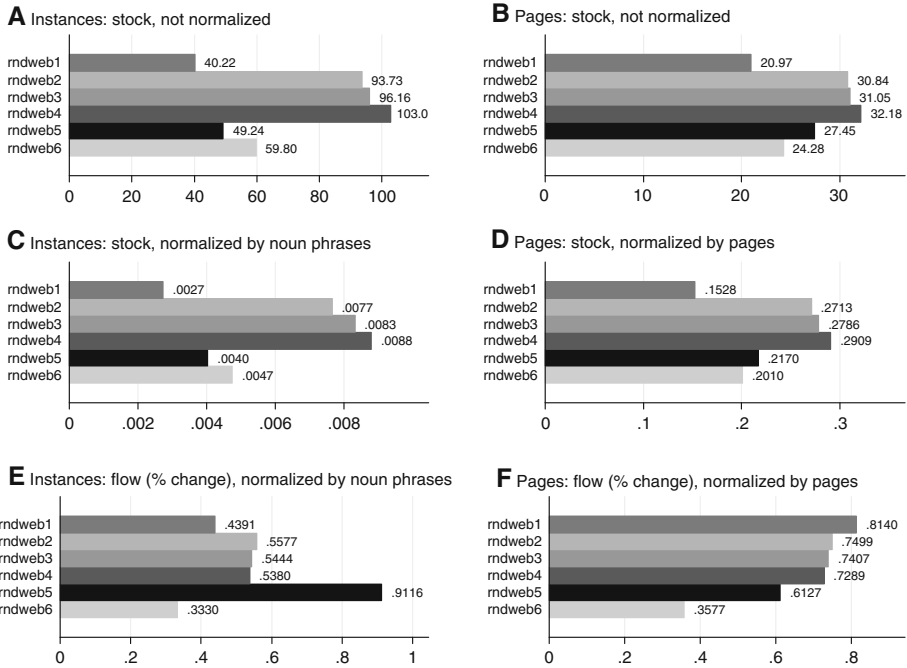 A Instances: stock, not normalized
rndweb1 40.22
rndweb2 93.73
rndweb3 96.16
rndweb4 103.0
rndweb5 49.24
rndweb6 59.80
0 20 40 60 80 100
B Pages: stock, not normalized
rndweb1 20.97
rndweb2 30.84
rndweb3 31.05
rndweb4 32.18
rndweb5 27.45
rndweb6 24.28
0 10 20 30
C Instances: stock, normalized by noun phrases
rndweb1 .0027
rndweb2 .0077
rndweb3 .0083
rndweb4 .0088
rndweb5 .0040
rndweb6 .0047
0 .002 .004 .006 .008
D Pages: stock, normalized by pages
rndweb1 .1528
rndweb2 .2713
rndweb3 .2786
rndweb4 .2909
rndweb5 .2170
rndweb6 .2010
0 .1 .2 .3
E Instances: flow (% change), normalized by noun phrases
rndweb1 .4391
rndweb2 .5577
rndweb3 .5444
rndweb4 .5380
rndweb5 .9116
rndweb6 .3330
0 .2 .4 .6 .8 1
F Pages: flow (% change), normalized by pages
rndweb1 .8140
rndweb2 .7499
rndweb3 .7407
rndweb4 .7289
rndweb5 .6127
rndweb6 .3577
0 .2 .4 .6 .8